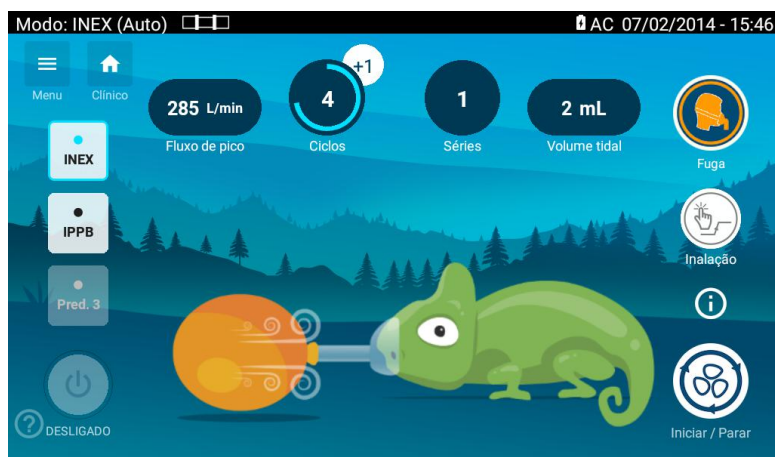 Modo: INEX (Auto)
AC 07/02/2014 - 15:46
Menu
Clínico
285 L/min
Fluxo de pico
4
+1
Ciclos
1
Séries
2 mL
Volume tidal
Fuga
INEX
IPPB
Inalação
Pred. 3
DESLIGADO
Iniciar / Parar